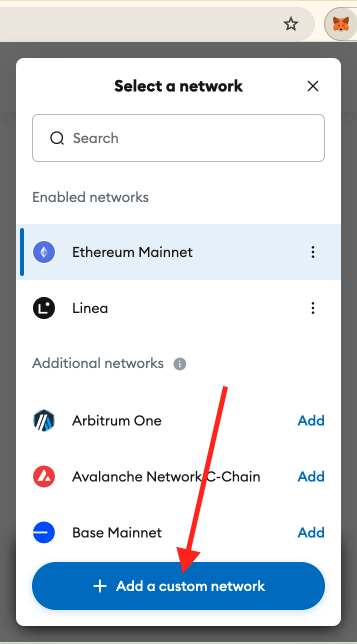 Select a network
Search
Enabled networks
Ethereum Mainnet
Linea
Additional networks
Arbitrum One Add
Avalanche Network C-Chain Add
Base Mainnet Add
+ Add a custom network